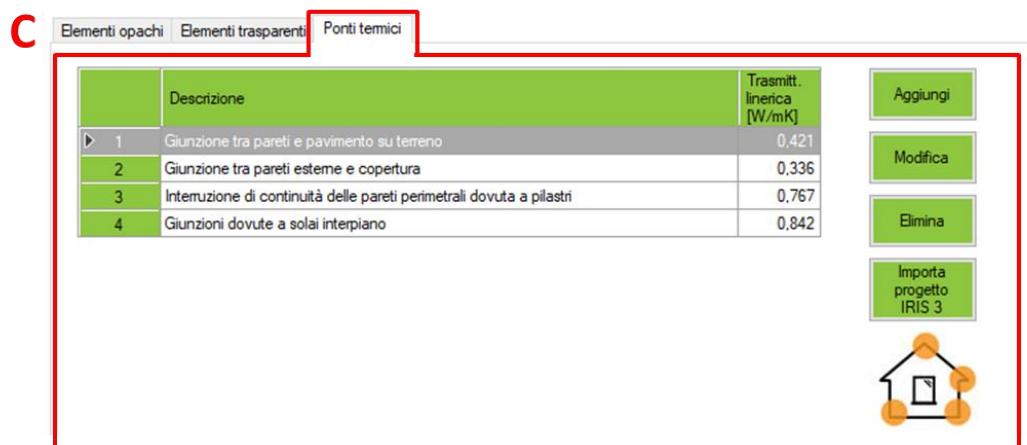 C
Elementi opachi Elementi trasparenti Ponti termici
Descrizione
Trasmitt.
linerica
[W/mK]
1 Giunzione tra pareti e pavimento su terreno 0,421
2 Giunzione tra pareti esterne e copertura 0,336
3 Interruzione di continuità delle pareti perimetrali dovuta a pilastri 0,767
4 Giunzioni dovute a solai interpiano 0,842
Aggiungi
Modifica
Elimina
Importa
progetto
IRIS 3